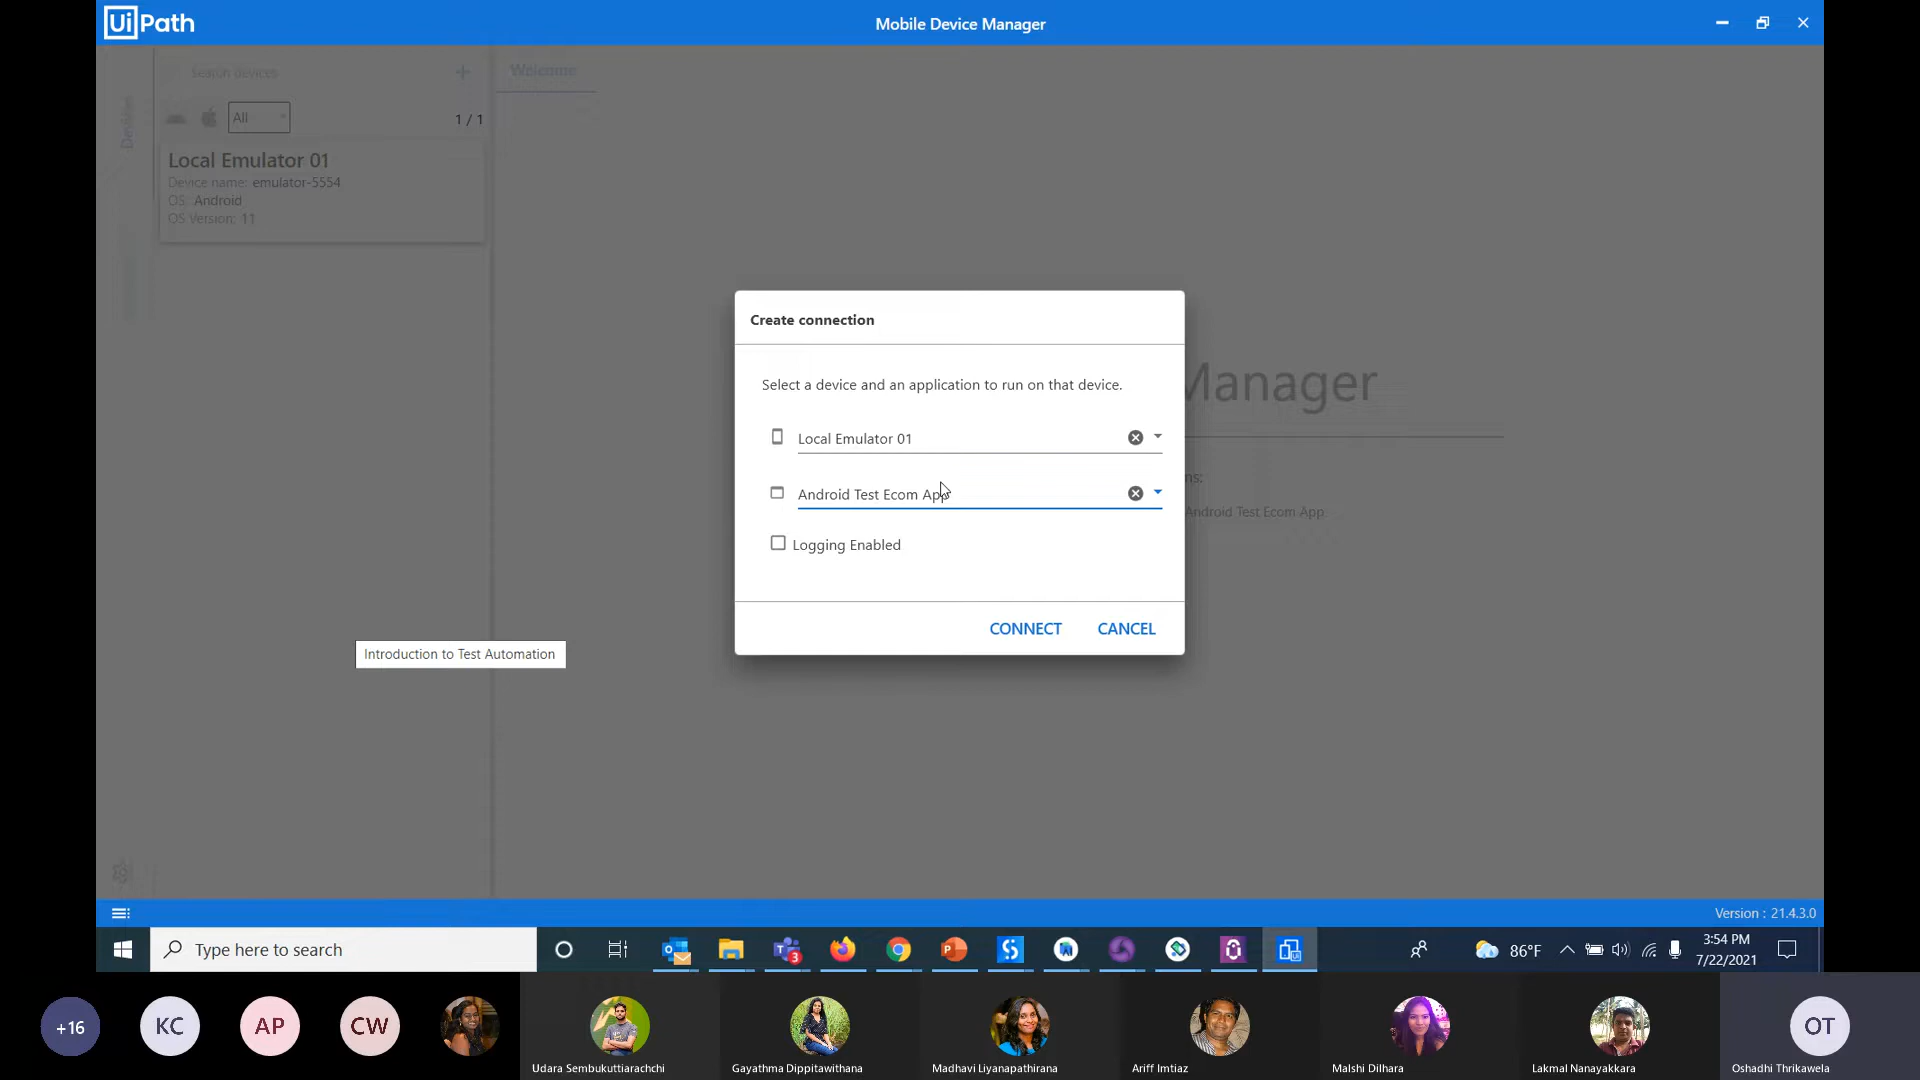 UiPath
Mobile Device Manager
Search devices
Welcome
Devices
All
1 / 1
Local Emulator 01
Device name: emulator-5554
OS: Android
OS Version: 11
Manager
ns:
Android Test Ecom App
Create connection
Select a device and an application to run on that device.
Local Emulator 01
Android Test Ecom App
Logging Enabled
CONNECT
CANCEL
Introduction to Test Automation
Version : 21.4.3.0
Type here to search
3
86°F
3:54 PM
7/22/2021
+16
KC
AP
CW
OT
Udara Sembukuttiarachchi
Gayathma Dippitawithana
Madhavi Liyanapathirana
Ariff Imtiaz
Malshi Dilhara
Lakmal Nanayakkara
Oshadhi Thrikawela